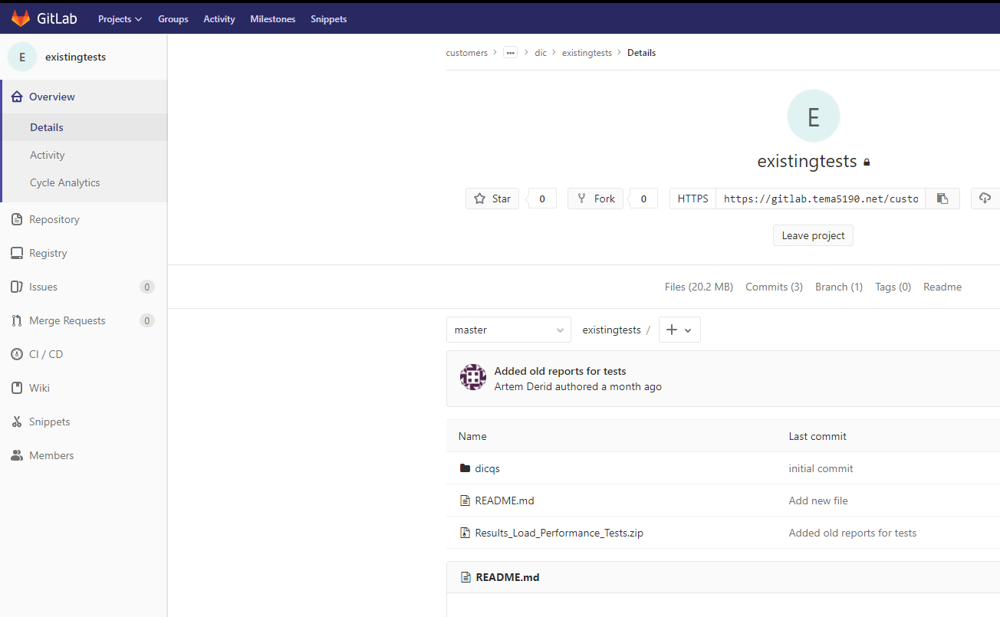 GitLab Projects Groups Activity Milestones Snippets
E existingtests
Overview
Details
Activity
Cycle Analytics
Repository
Registry
Issues 0
Merge Requests 0
CI / CD
Wiki
Snippets
Members
customers > ... > dic > existingtests > Details
E
existingtests
Star 0 Fork 0 HTTPS https://gitlab.tema5190.net/custo
Leave project
Files (20.2 MB) Commits (3) Branch (1) Tags (0) Readme
master existingtests / +
Added old reports for tests
Artem Derid authored a month ago
Name Last commit
dicqs initial commit
README.md Add new file
Results_Load_Performance_Tests.zip Added old reports for tests
README.md